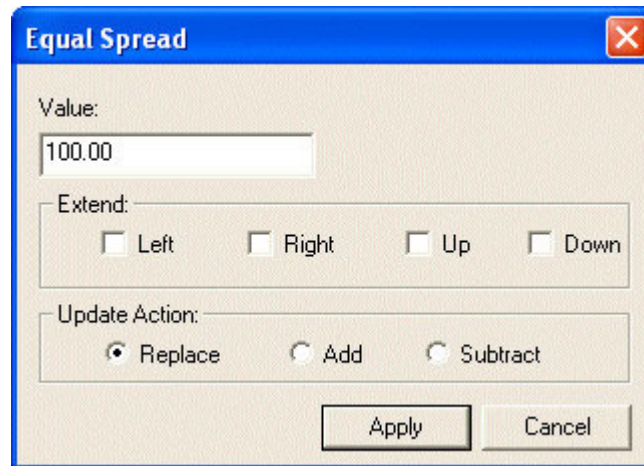 Equal Spread
Value:
100.00
Extend:
Left Right Up Down
Update Action:
Replace Add Subtract
Apply Cancel